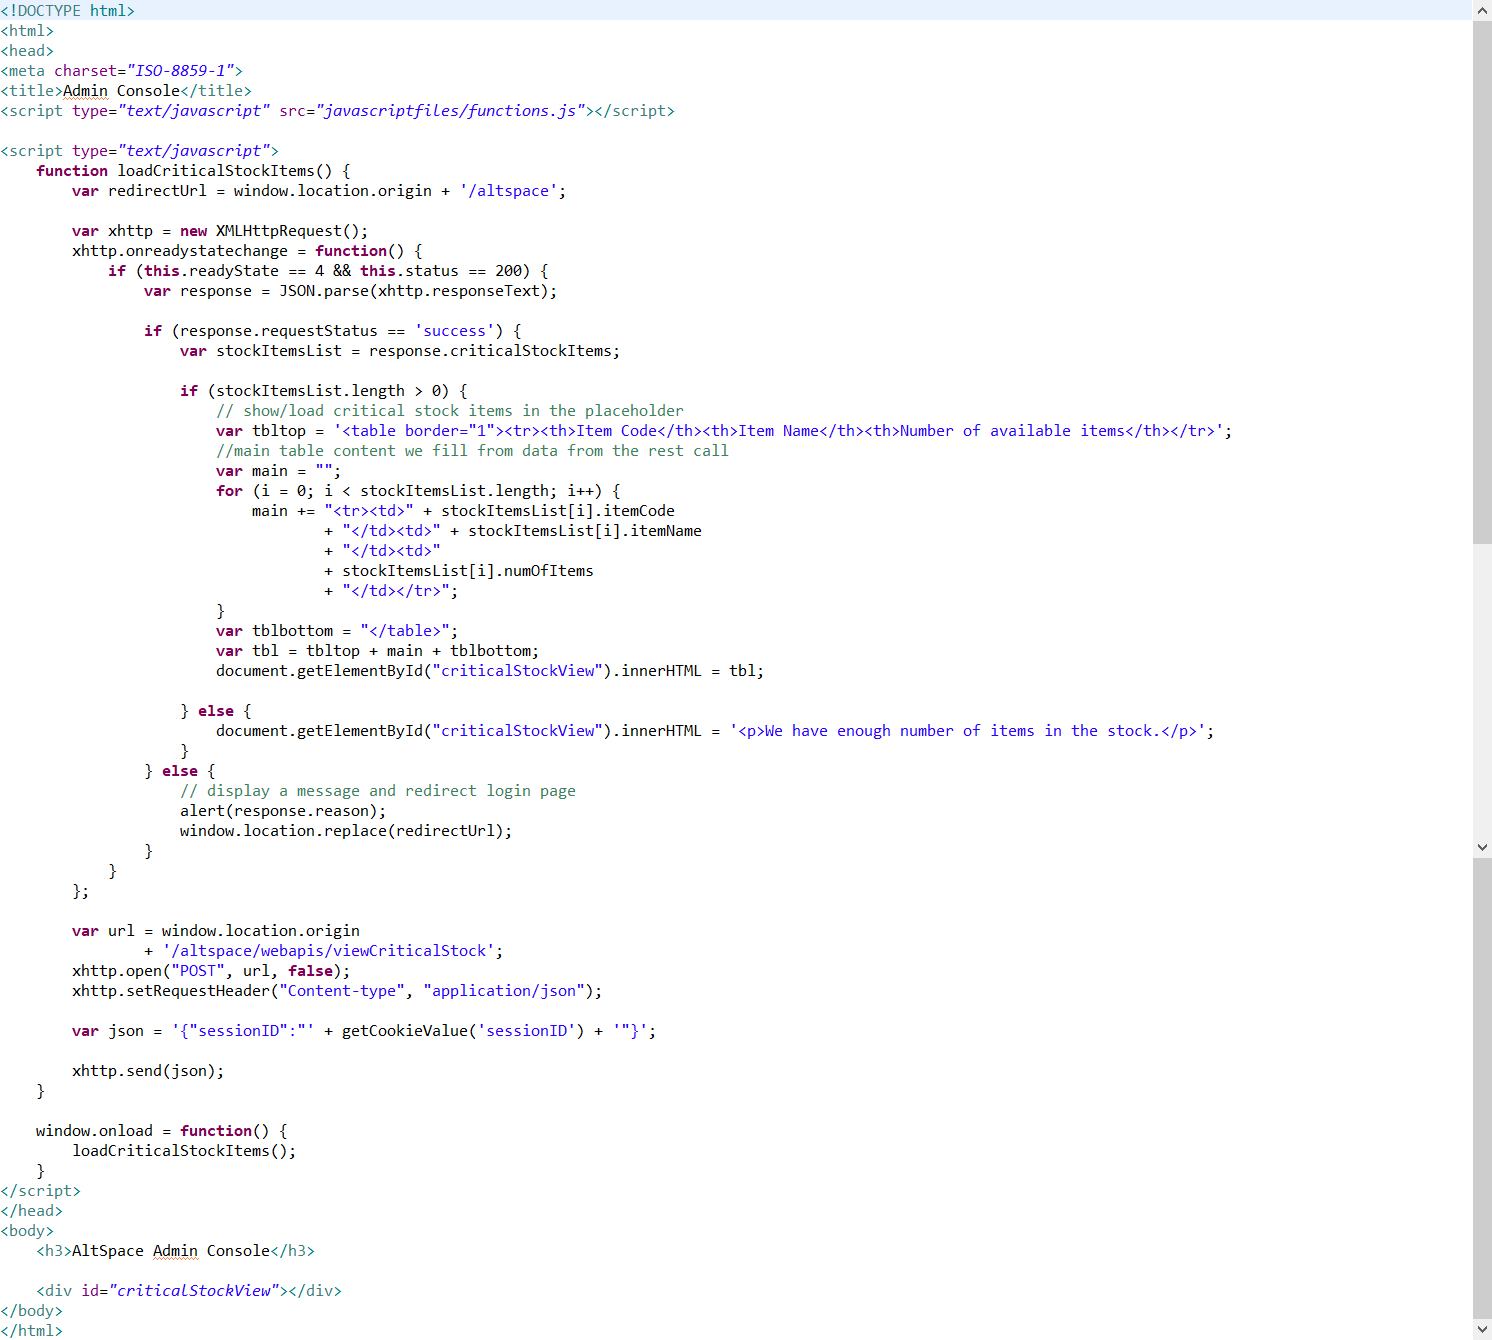 <!DOCTYPE html>
<html>
<head>
<meta charset="ISO-8859-1">
<title>Admin Console</title>
<script type="text/javascript" src="javascriptfiles/functions.js"></script>
<script type="text/javascript">
function loadCriticalStockItems() {
var redirectUrl = window.location.origin + '/altspace';
var xhttp = new XMLHttpRequest();
xhttp.onreadystatechange = function() {
if (this.readyState == 4 && this.status == 200) {
var response = JSON.parse(xhttp.responseText);
if (response.requestStatus == 'success') {
var stockItemsList = response.criticalStockItems;
if (stockItemsList.length > 0) {
// show/load critical stock items in the placeholder
var tbltop = '<table border="1"><tr><th>Item Code</th><th>Item Name</th><th>Number of available items</th></tr>';
//main table content we fill from data from the rest call
var main = "";
for (i = 0; i < stockItemsList.length; i++) {
main += "<tr><td>" + stockItemsList[i].itemCode
+ "</td><td>" + stockItemsList[i].itemName
+ "</td><td>"
+ stockItemsList[i].numOfItems
+ "</td></tr>";
}
var tblbottom = "</table>";
var tbl = tbltop + main + tblbottom;
document.getElementById("criticalStockView").innerHTML = tbl;
} else {
document.getElementById("criticalStockView").innerHTML = '<p>We have enough number of items in the stock.</p>';
}
} else {
// display a message and redirect login page
alert(response.reason);
window.location.replace(redirectUrl);
}
}
};
var url = window.location.origin
+ '/altspace/webapis/viewCriticalStock';
xhttp.open("POST", url, false);
xhttp.setRequestHeader("Content-type", "application/json");
var json = '{"sessionID":"' + getCookieValue('sessionID') + '"}';
xhttp.send(json);
}
window.onload = function() {
loadCriticalStockItems();
}
</script>
</head>
<body>
<h3>AltSpace Admin Console</h3>
<div id="criticalStockView"></div>
</body>
</html>